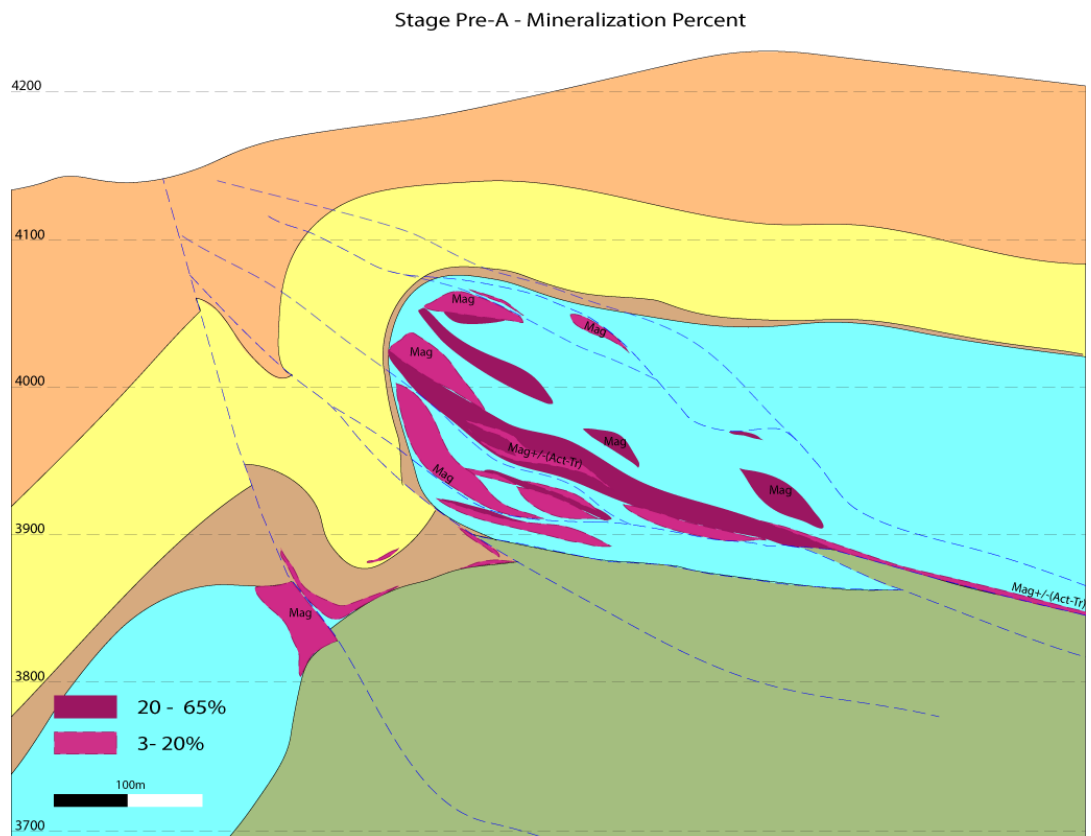 Stage Pre-A - Mineralization Percent
4200
4100
Mag
Mag
4000
Mag
Mag
Mag+/-(Act-Tr)
Mag
Mag
3900
Mag+/-(Act-Tr)
Mag
3800
20 - 65%
3- 20%
100m
3700